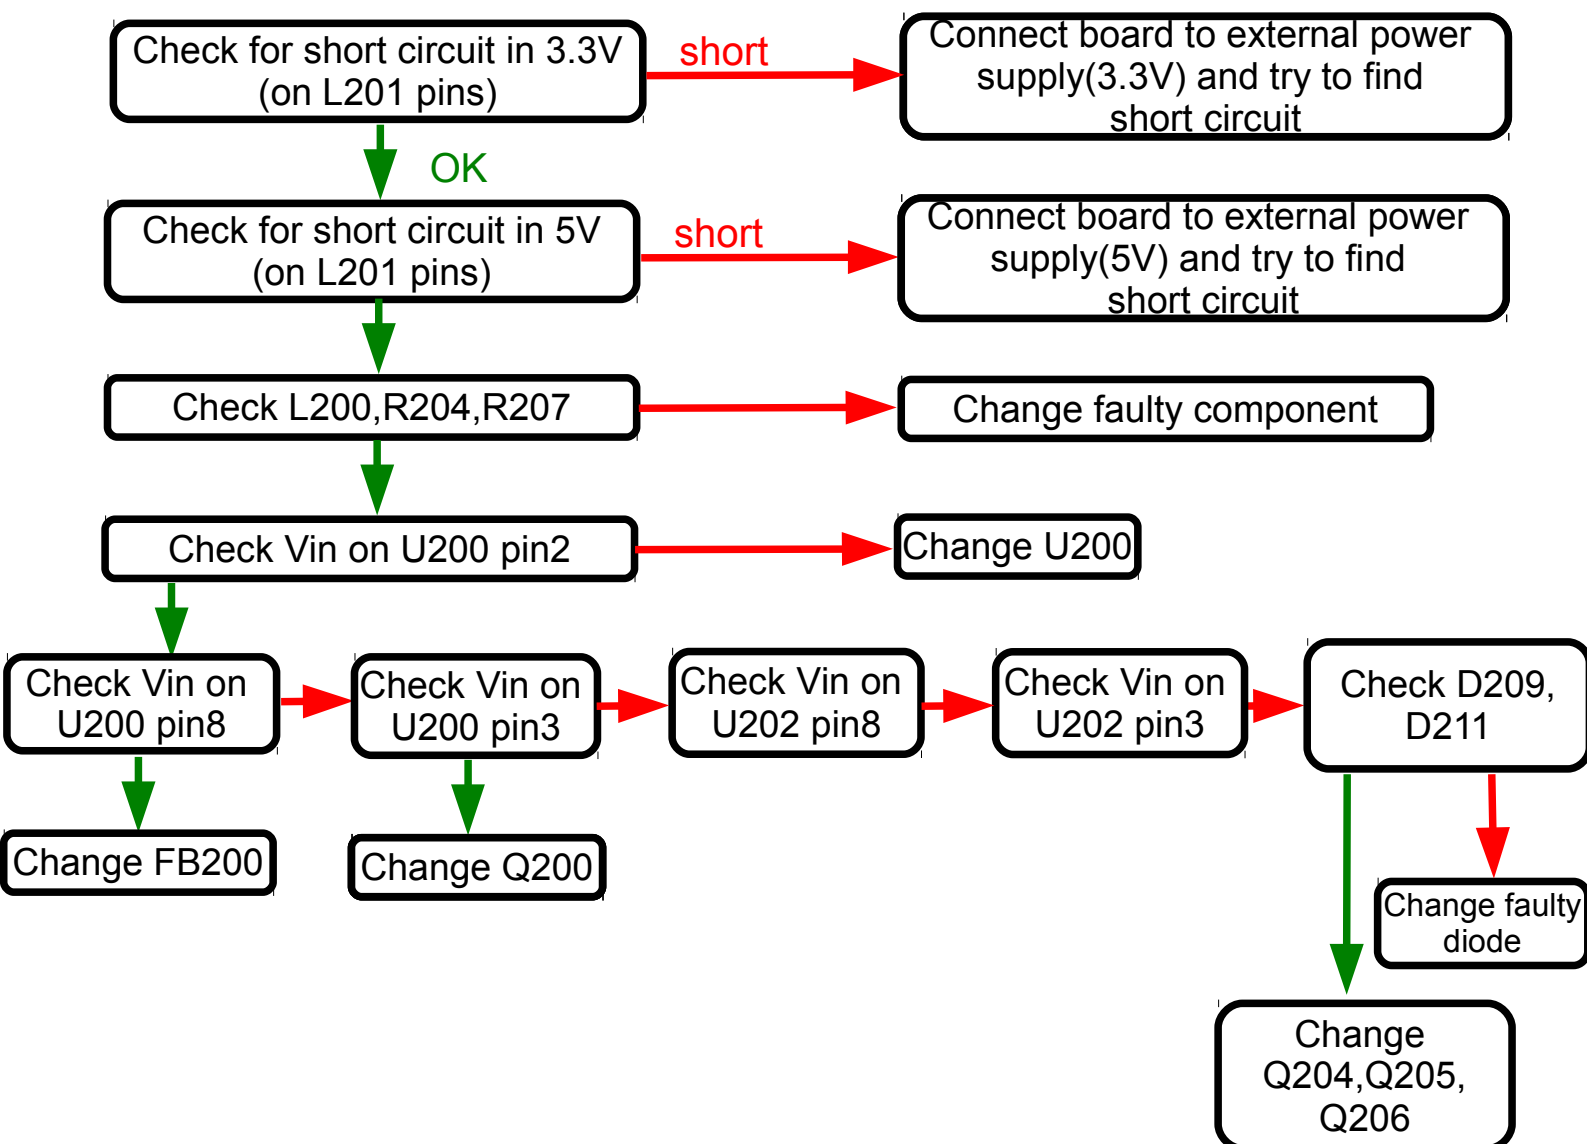 Check for short circuit in 3.3V
(on L201 pins)
short
Connect board to external power
supply(3.3V) and try to find
short circuit
OK
Check for short circuit in 5V
(on L201 pins)
short
Connect board to external power
supply(5V) and try to find
short circuit
Check L200,R204,R207
Change faulty component
Check Vin on U200 pin2
Change U200
Check Vin on
U200 pin8
Check Vin on
U200 pin3
Check Vin on
U202 pin8
Check Vin on
U202 pin3
Check D209,
D211
Change FB200
Change Q200
Change faulty
diode
Change
Q204,Q205,
Q206